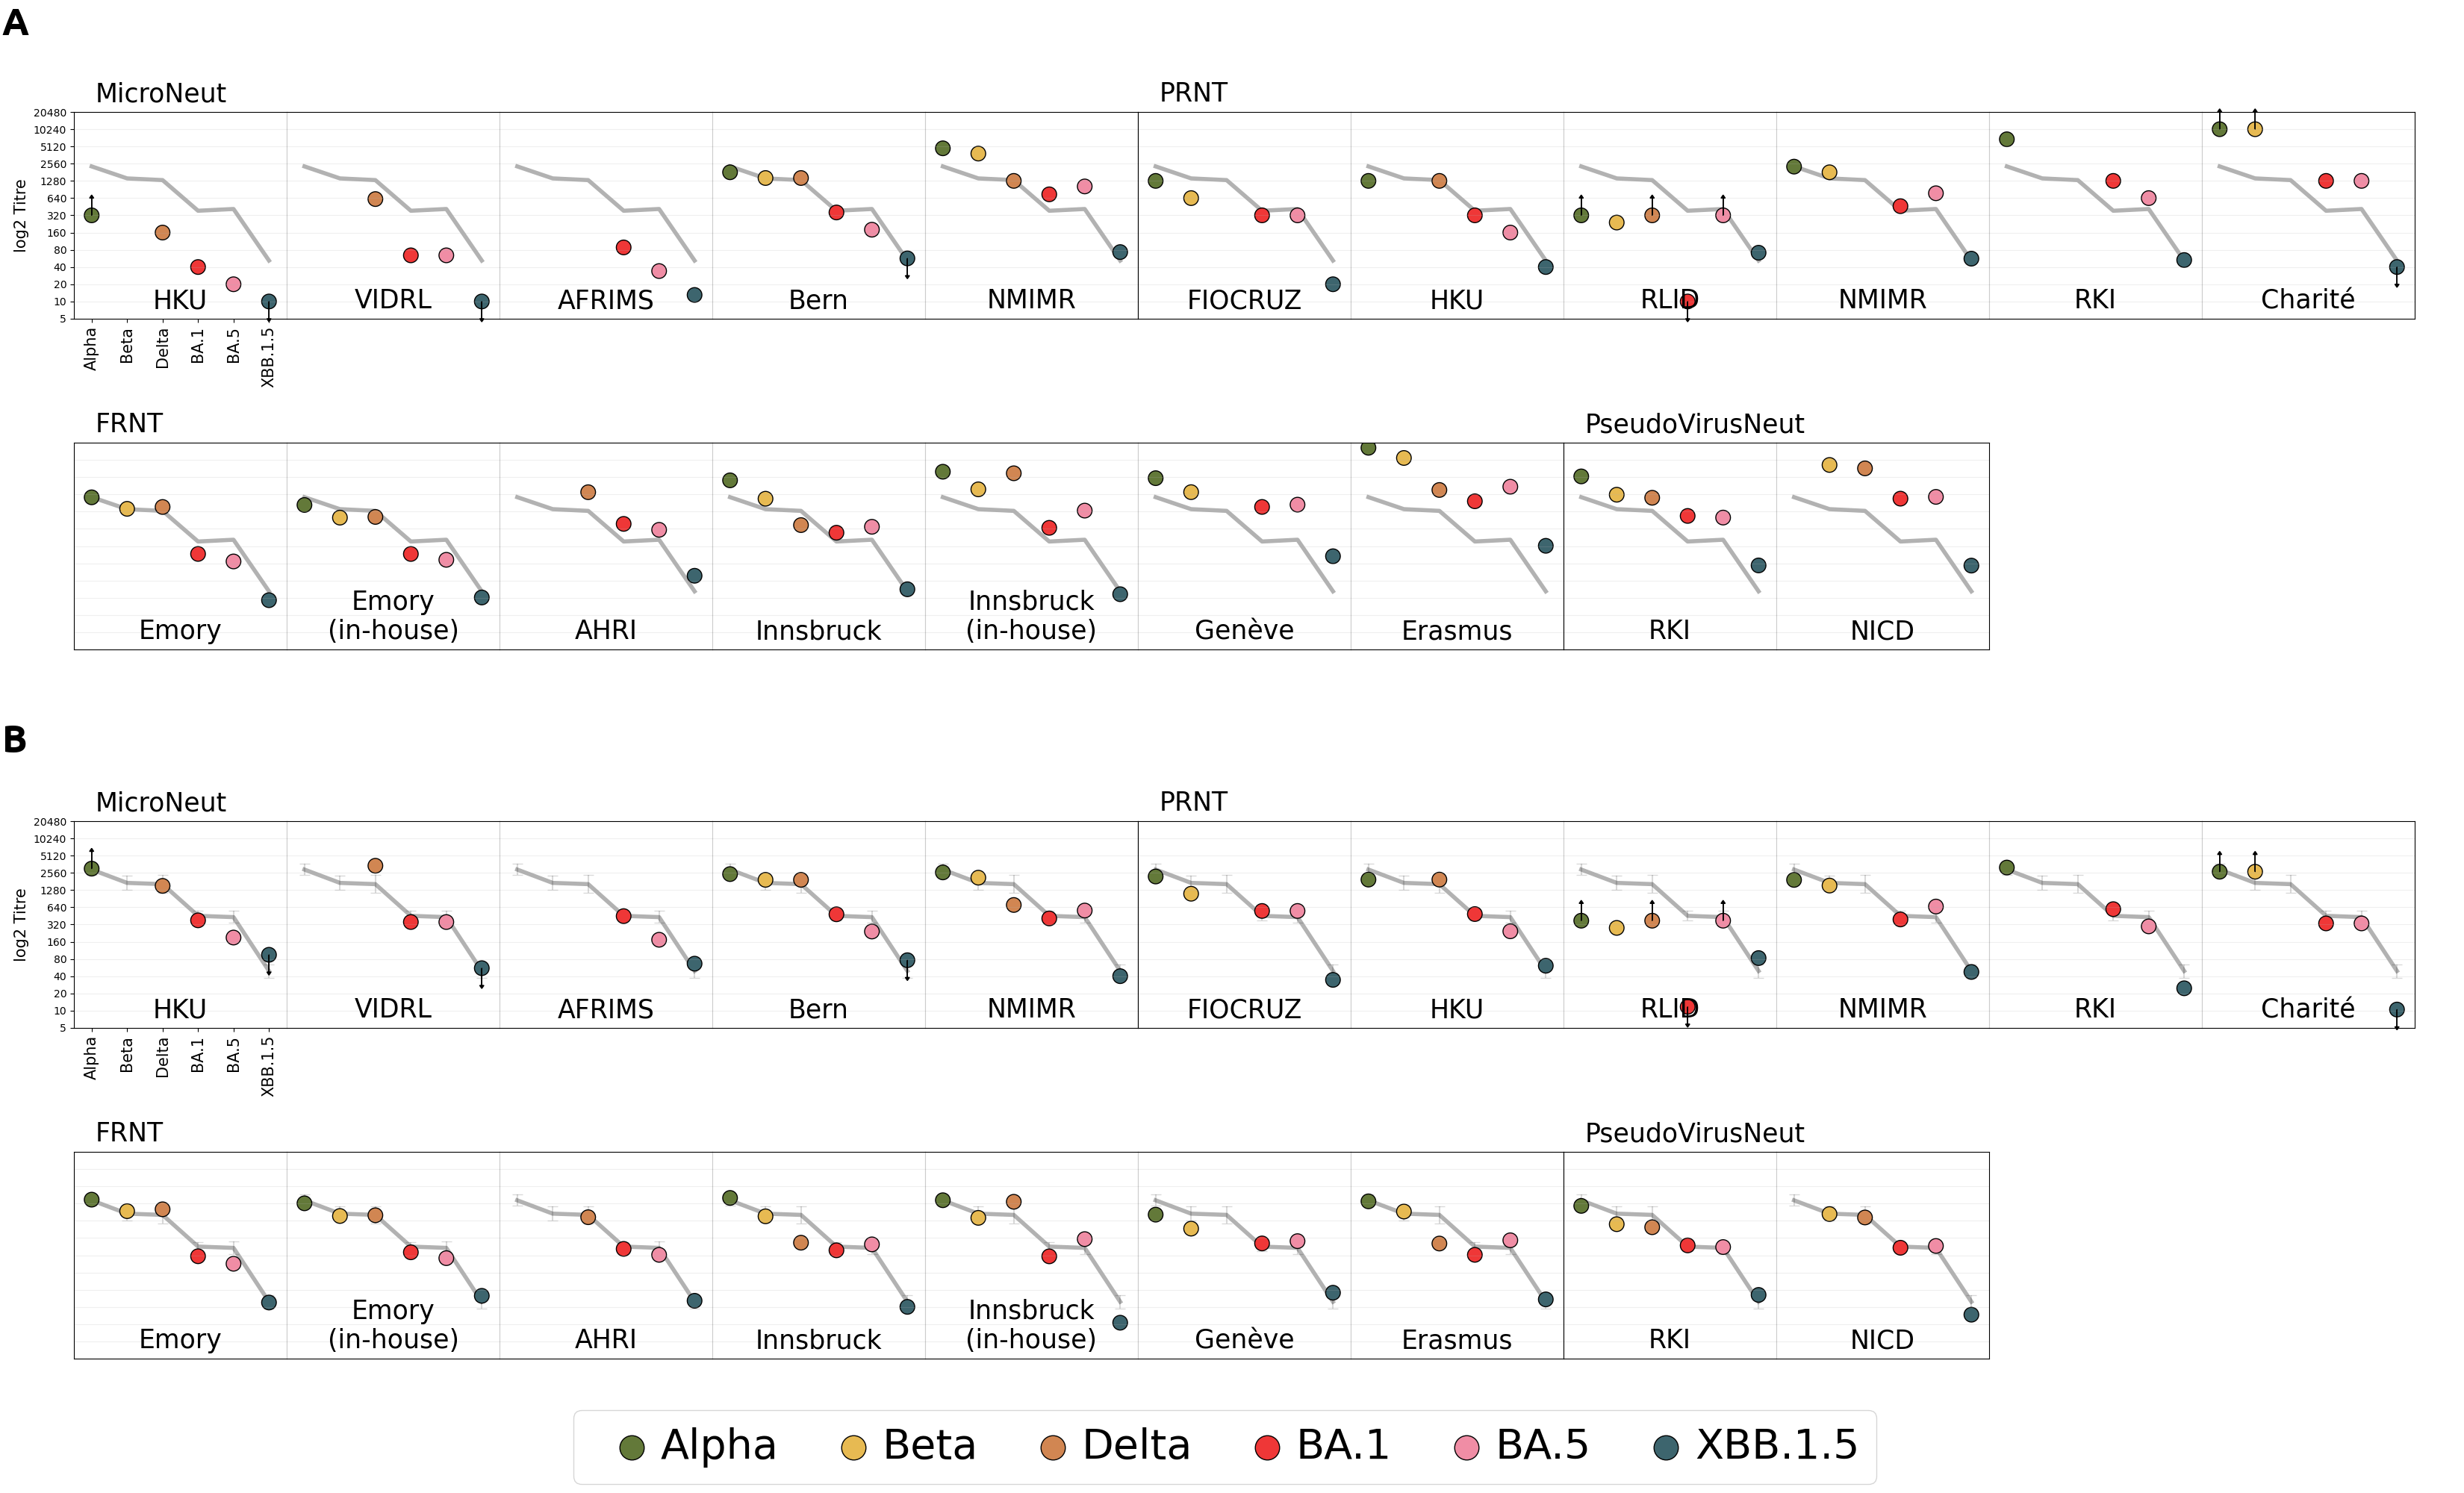 A
MicroNeut PRNT
20480
10240
5120
2560
1280
640
320
160
80
40
20
10
5
log2 Titre
HKU VIDRL AFRIMS Bern NMIMR FIOCRUZ HKU RLID NMIMR RKI Charité
Alpha Beta Delta BA.1 BA.5 XBB.1.5
FRNT PseudoVirusNeut
Emory Emory (in-house) AHRI Innsbruck Innsbruck (in-house) Genève Erasmus RKI NICD
B
MicroNeut PRNT
20480
10240
5120
2560
1280
640
320
160
80
40
20
10
5
log2 Titre
HKU VIDRL AFRIMS Bern NMIMR FIOCRUZ HKU RLID NMIMR RKI Charité
Alpha Beta Delta BA.1 BA.5 XBB.1.5
FRNT PseudoVirusNeut
Emory Emory (in-house) AHRI Innsbruck Innsbruck (in-house) Genève Erasmus RKI NICD
Alpha Beta Delta BA.1 BA.5 XBB.1.5